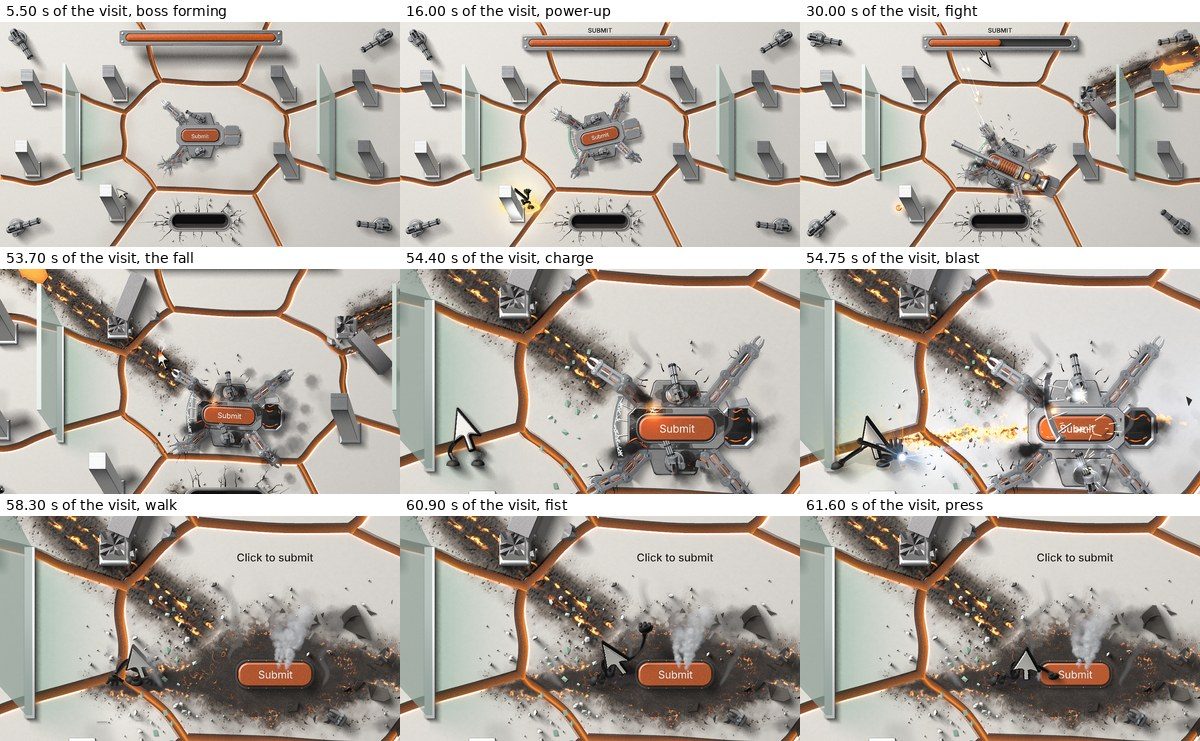 5.50 s of the visit, boss forming
16.00 s of the visit, power-up
30.00 s of the visit, fight
SUBMIT
SUBMIT
Submit
Submit
53.70 s of the visit, the fall
54.40 s of the visit, charge
54.75 s of the visit, blast
Submit
Submit
Submit
58.30 s of the visit, walk
60.90 s of the visit, fist
61.60 s of the visit, press
Click to submit
Click to submit
Click to submit
Submit
Submit
Submit